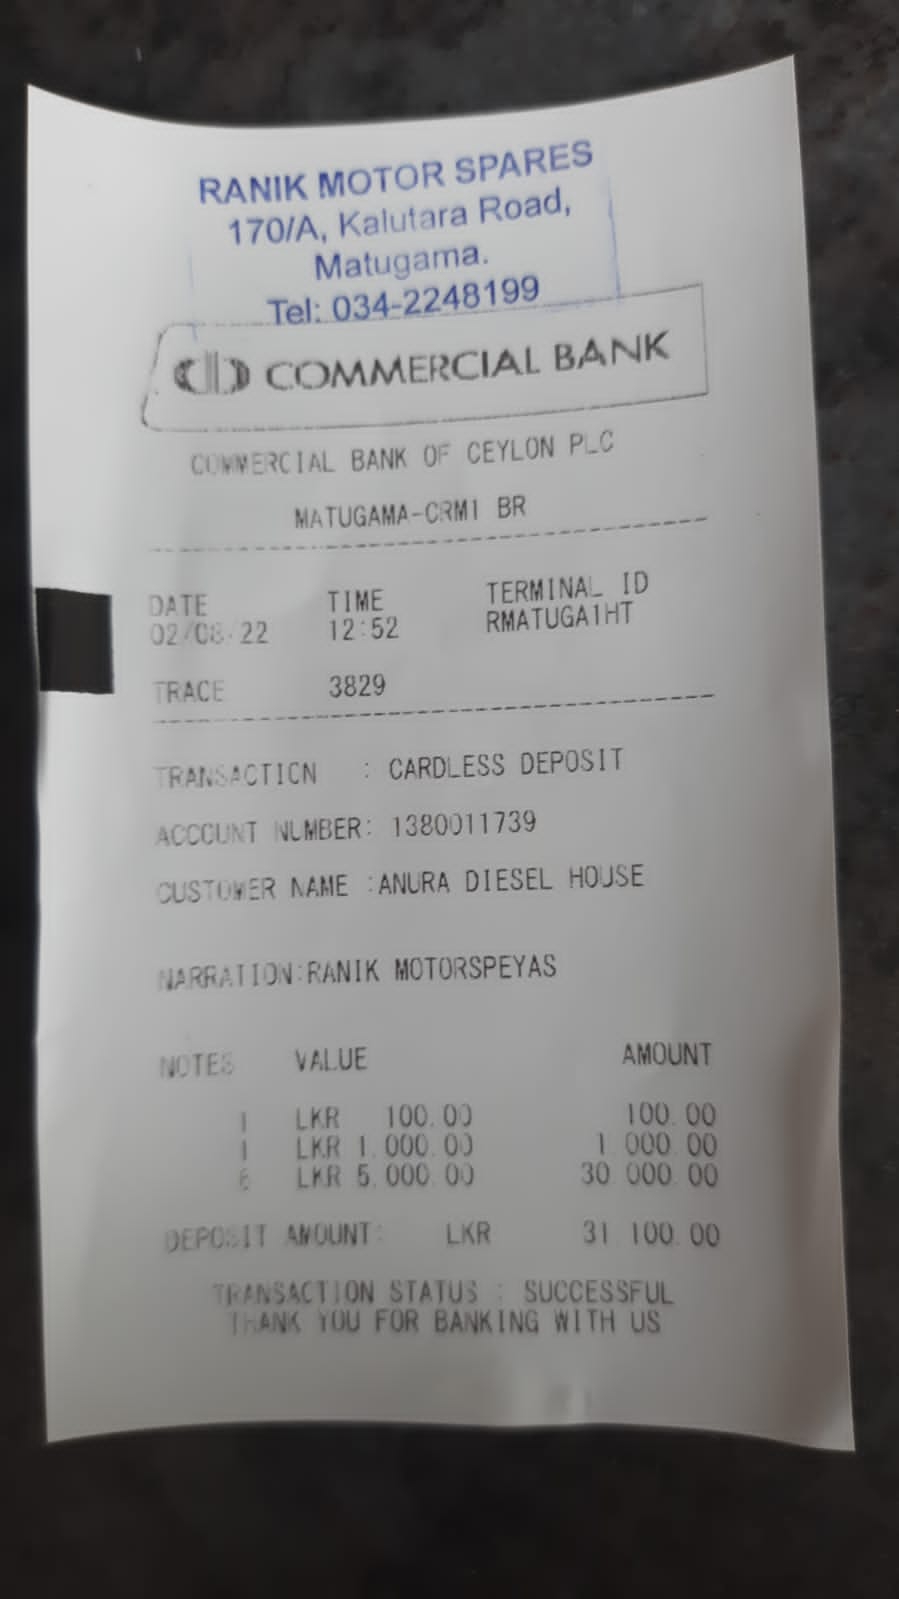 RANIK MOTOR SPARES
170/A, Kalutara Road,
Matugama.
Tel: 034-2248199
COMMERCIAL BANK
COMMERCIAL BANK OF CEYLON PLC
MATUGAMA-CRM1 BR
DATE TIME TERMINAL ID
02/08/22 12:52 RMATUGA1HT
TRACE 3829
TRANSACTION : CARDLESS DEPOSIT
ACCOUNT NUMBER: 1380011739
CUSTOMER NAME :ANURA DIESEL HOUSE
NARRATION:RANIK MOTORSPEYAS
NOTES VALUE AMOUNT
1 LKR 100.00 100.00
1 LKR 1,000.00 1,000.00
6 LKR 5,000.00 30,000.00
DEPOSIT AMOUNT: LKR 31,100.00
TRANSACTION STATUS : SUCCESSFUL
THANK YOU FOR BANKING WITH US